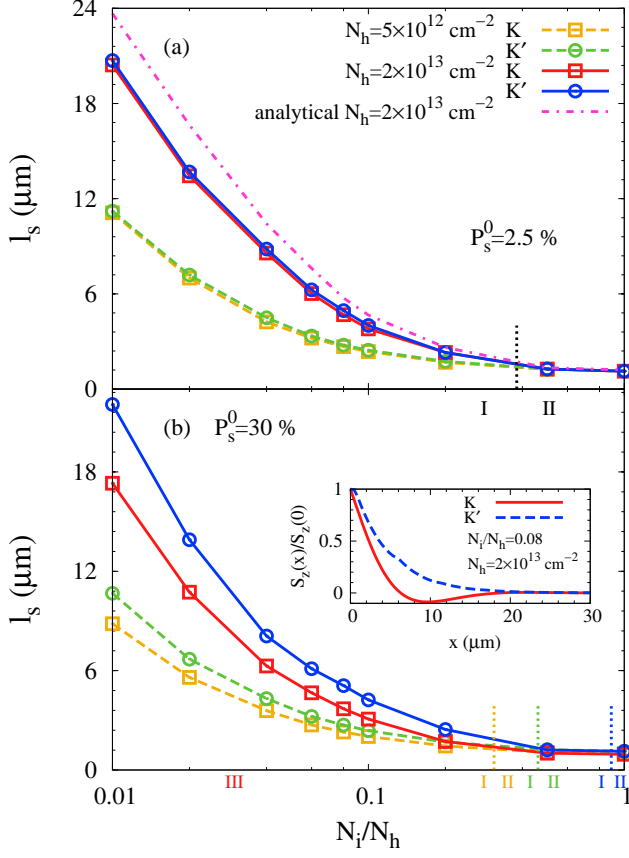 24
(a)
N_h=5×10^12 cm^-2 K
K′
N_h=2×10^13 cm^-2 K
K′
analytical N_h=2×10^13 cm^-2
18
12
6
0
l_s (μm)
P_s^0=2.5 %
I II
(b) P_s^0=30 %
18
12
6
0
l_s (μm)
1
0.5
0
S_z(x)/S_z(0)
K
K′
N_i/N_h=0.08
N_h=2×10^13 cm^-2
0 10 20 30
x (μm)
III I II I II I II
0.01 0.1 1
N_i/N_h